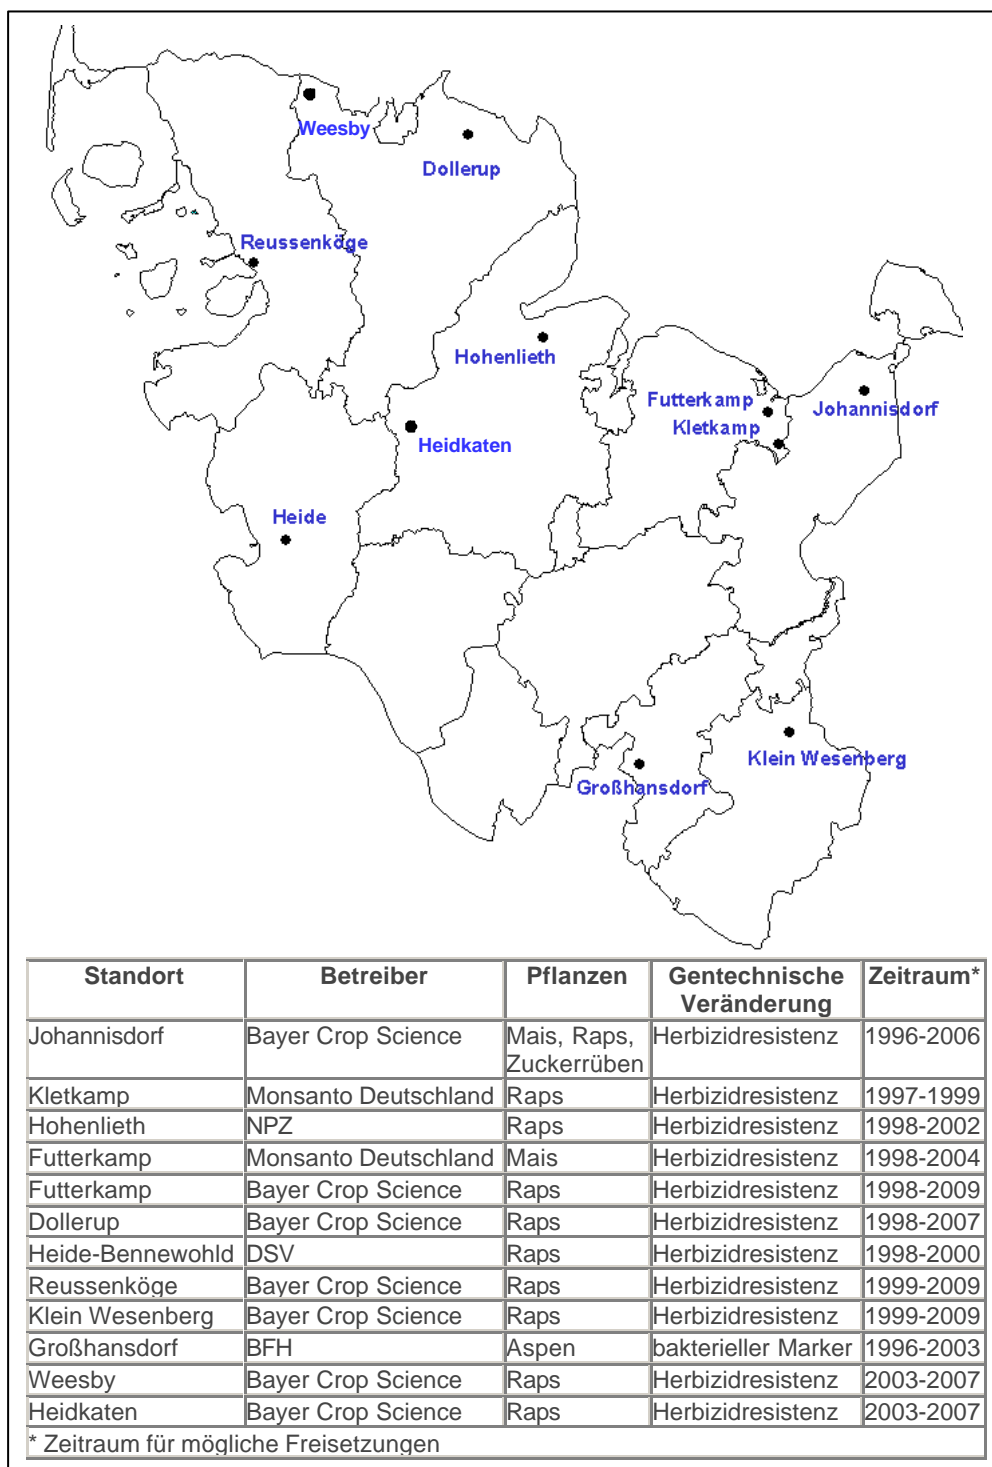 Weesby
Dollerup
Reussenköge
Hohenlieth
Futterkamp
Johannisdorf
Kletkamp
Heidkaten
Heide
Klein Wesenberg
Großhansdorf
Standort Betreiber Pflanzen Gentechnische Veränderung Zeitraum*
Johannisdorf Bayer Crop Science Mais, Raps, Zuckerrüben Herbizidresistenz 1996-2006
Kletkamp Monsanto Deutschland Raps Herbizidresistenz 1997-1999
Hohenlieth NPZ Raps Herbizidresistenz 1998-2002
Futterkamp Monsanto Deutschland Mais Herbizidresistenz 1998-2004
Futterkamp Bayer Crop Science Raps Herbizidresistenz 1998-2009
Dollerup Bayer Crop Science Raps Herbizidresistenz 1998-2007
Heide-Bennewohld DSV Raps Herbizidresistenz 1998-2000
Reussenköge Bayer Crop Science Raps Herbizidresistenz 1999-2009
Klein Wesenberg Bayer Crop Science Raps Herbizidresistenz 1999-2009
Großhansdorf BFH Aspen bakterieller Marker 1996-2003
Weesby Bayer Crop Science Raps Herbizidresistenz 2003-2007
Heidkaten Bayer Crop Science Raps Herbizidresistenz 2003-2007
* Zeitraum für mögliche Freisetzungen